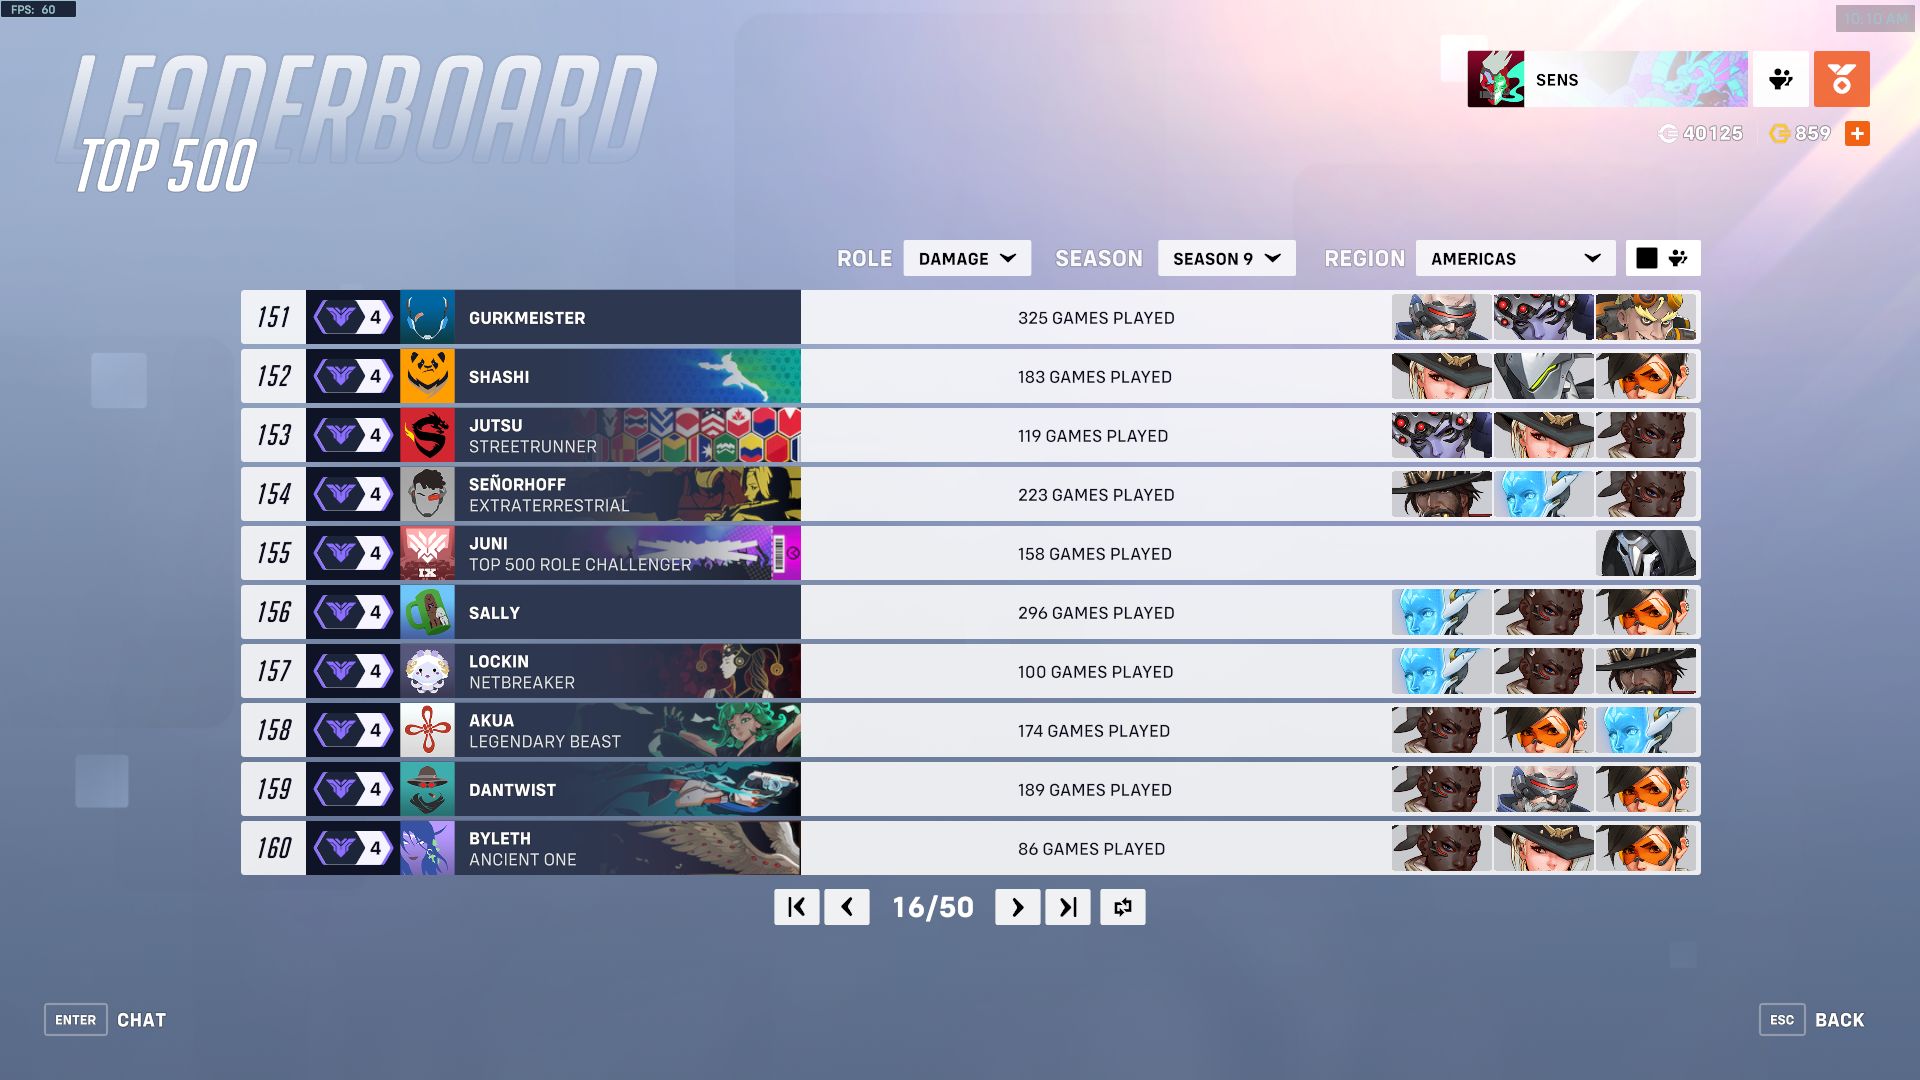 FPS: 60
10:10 AM
LEADERBOARD
TOP 500
SENS
40125
859
ROLE DAMAGE SEASON SEASON 9 REGION AMERICAS
151 4 GURKMEISTER 325 GAMES PLAYED
152 4 SHASHI 183 GAMES PLAYED
153 4 JUTSU 119 GAMES PLAYED
STREETRUNNER
154 4 SEÑORHOFF 223 GAMES PLAYED
EXTRATERRESTRIAL
155 4 JUNI 158 GAMES PLAYED
TOP 500 ROLE CHALLENGER
IX
156 4 SALLY 296 GAMES PLAYED
157 4 LOCKIN 100 GAMES PLAYED
NETBREAKER
158 4 AKUA 174 GAMES PLAYED
LEGENDARY BEAST
159 4 DANTWIST 189 GAMES PLAYED
160 4 BYLETH 86 GAMES PLAYED
ANCIENT ONE
16/50
ENTER CHAT
ESC BACK